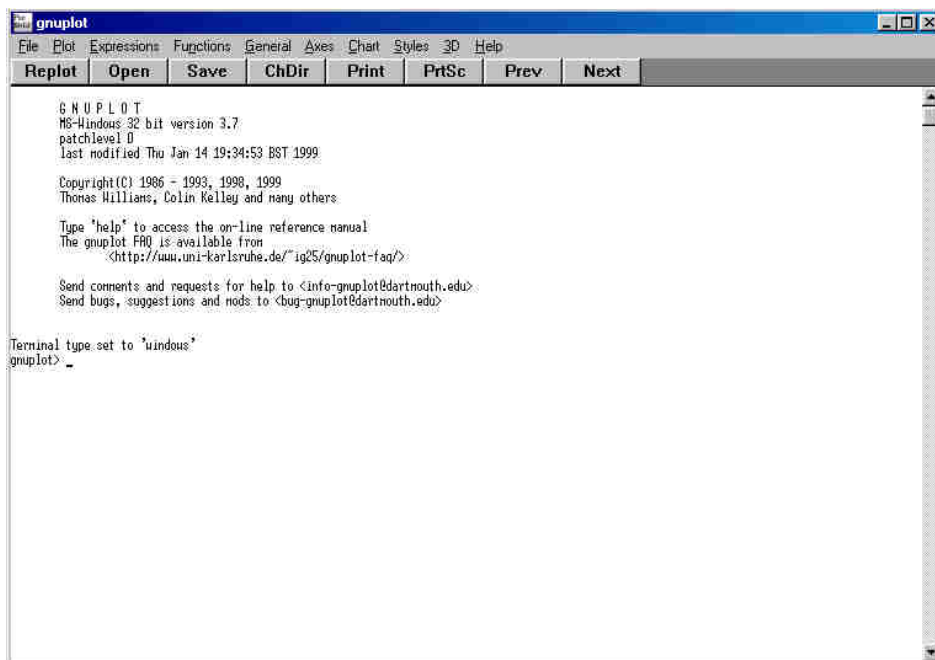 gnuplot
File Plot Expressions Functions General Axes Chart Styles 3D Help
Replot Open Save ChDir Print PrtSc Prev Next
G N U P L O T
MS-Windows 32 bit version 3.7
patchlevel 0
last modified Thu Jan 14 19:34:53 BST 1999
Copyright(C) 1986 - 1993, 1998, 1999
Thomas Williams, Colin Kelley and many others
Type `help` to access the on-line reference manual
The gnuplot FAQ is available from
<http://www.uni-karlsruhe.de/~ig25/gnuplot-faq/>
Send comments and requests for help to <info-gnuplot@dartmouth.edu>
Send bugs, suggestions and mods to <bug-gnuplot@dartmouth.edu>
Terminal type set to 'windows'
gnuplot> _